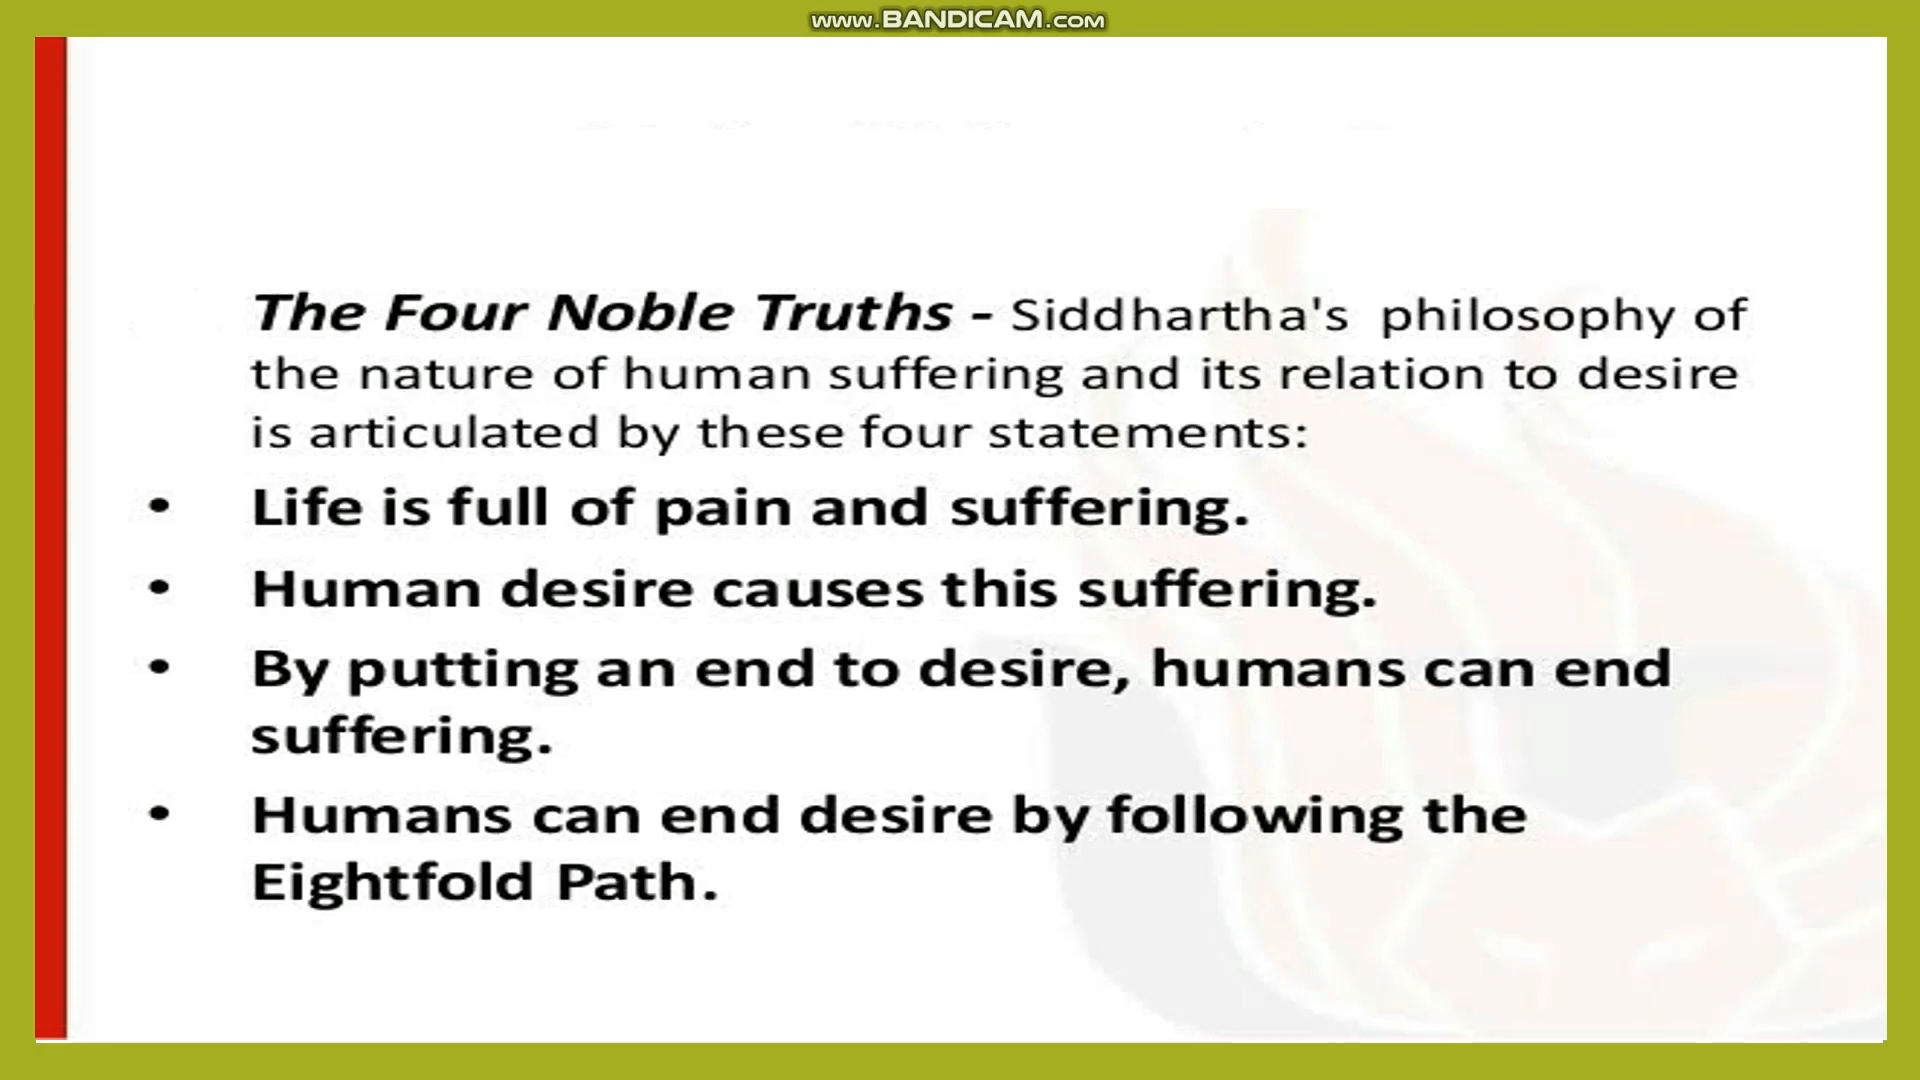 www.BANDICAM.com
The Four Noble Truths - Siddhartha's philosophy of
the nature of human suffering and its relation to desire
is articulated by these four statements:
• Life is full of pain and suffering.
• Human desire causes this suffering.
• By putting an end to desire, humans can end
suffering.
• Humans can end desire by following the
Eightfold Path.